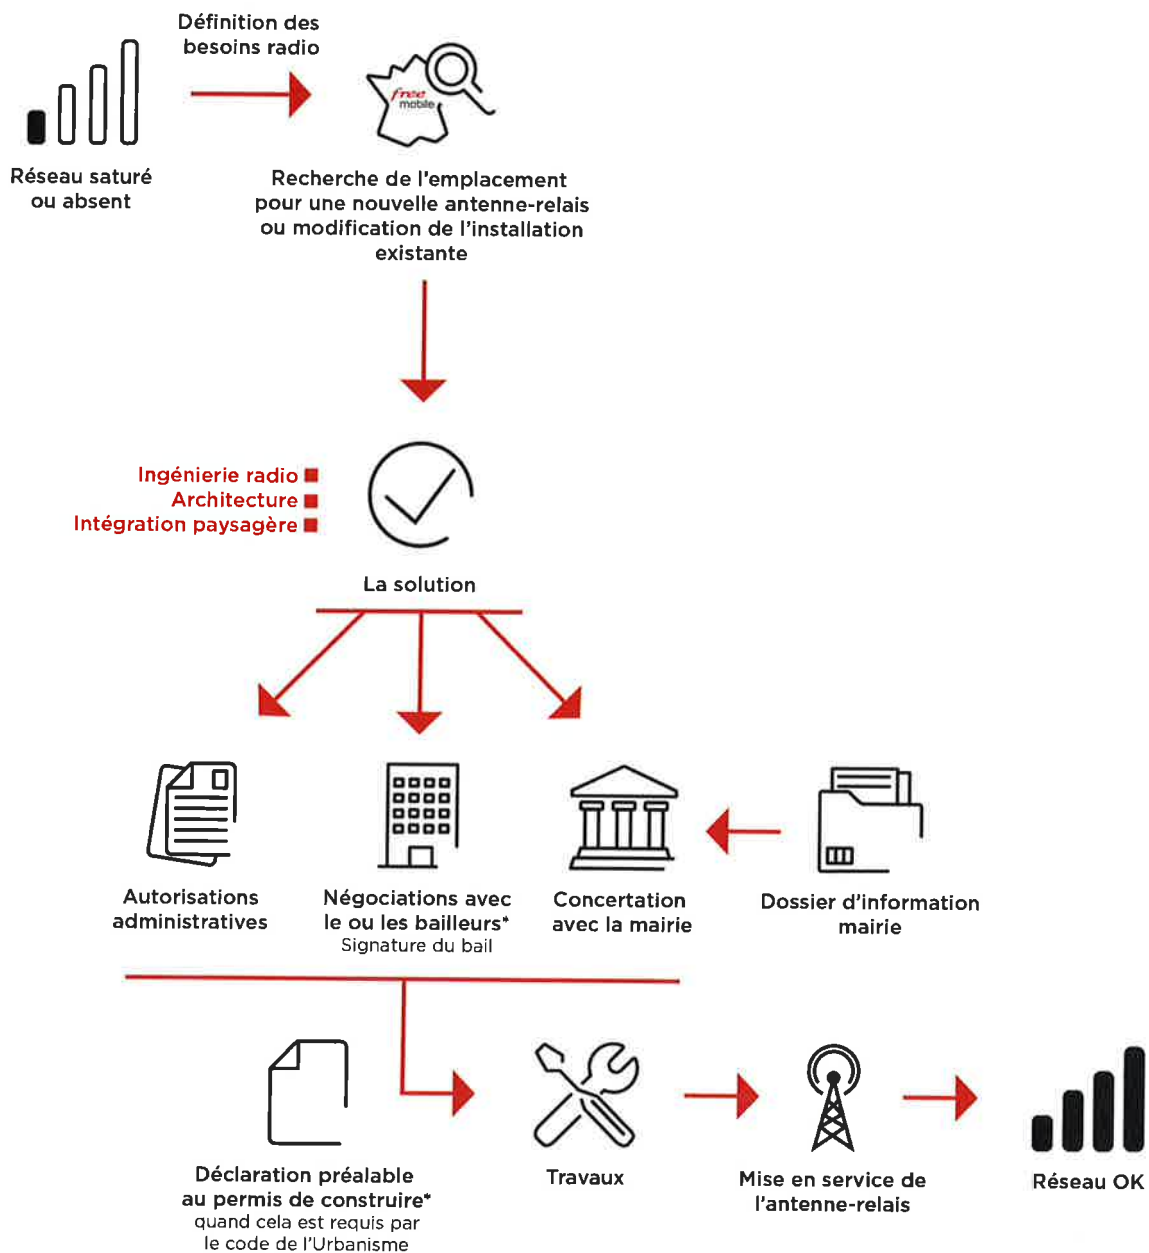 Définition des
besoins radio
free
mobile
Réseau saturé
ou absent
Recherche de l'emplacement
pour une nouvelle antenne-relais
ou modification de l'installation
existante
Ingénierie radio
Architecture
Intégration paysagère
La solution
Autorisations
administratives
Négociations avec
le ou les bailleurs*
Signature du bail
Concertation
avec la mairie
Dossier d'information
mairie
Déclaration préalable
au permis de construire*
quand cela est requis par
le code de l'Urbanisme
Travaux
Mise en service de
l'antenne-relais
Réseau OK